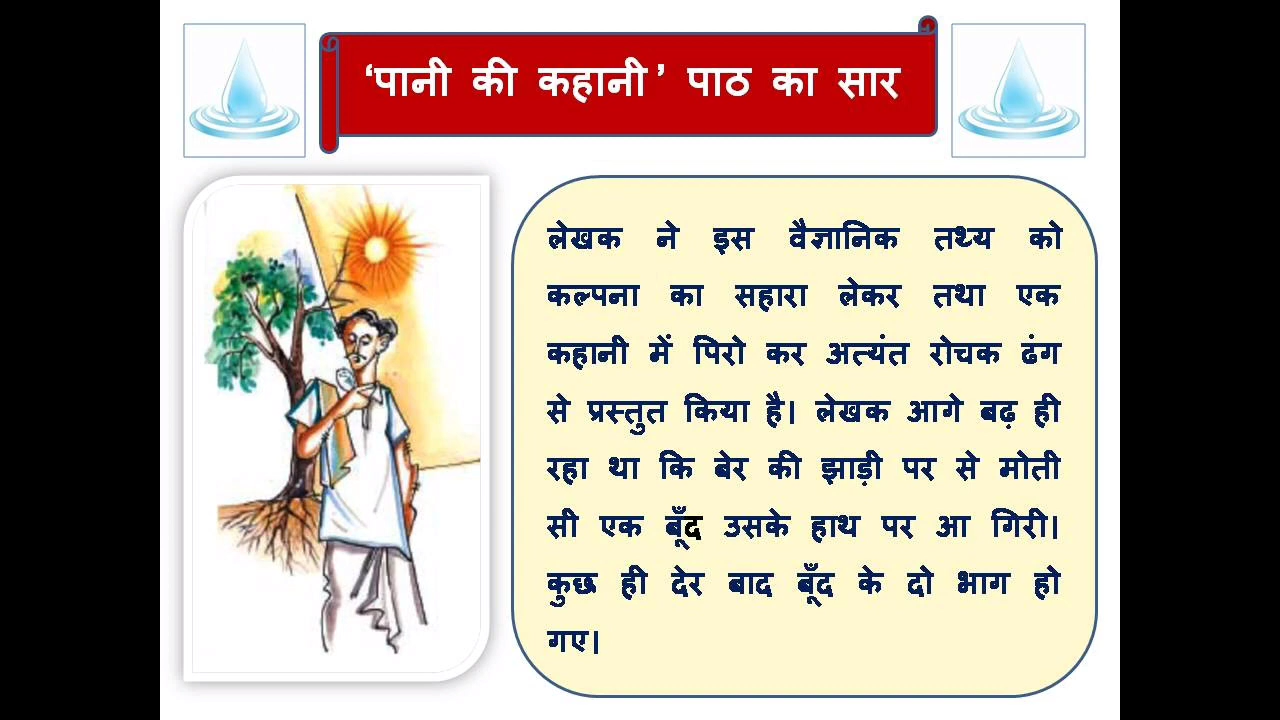 ‘पानी की कहानी ’ पाठ का सार
लेखक ने इस वैज्ञानिक तथ्य को
कल्पना का सहारा लेकर तथा एक
कहानी में पिरो कर अत्यंत रोचक ढंग
से प्रस्तुत किया है। लेखक आगे बढ़ ही
रहा था कि बेर की झाड़ी पर से मोती
सी एक बूँद उसके हाथ पर आ गिरी।
कुछ ही देर बाद बूँद के दो भाग हो
गए।